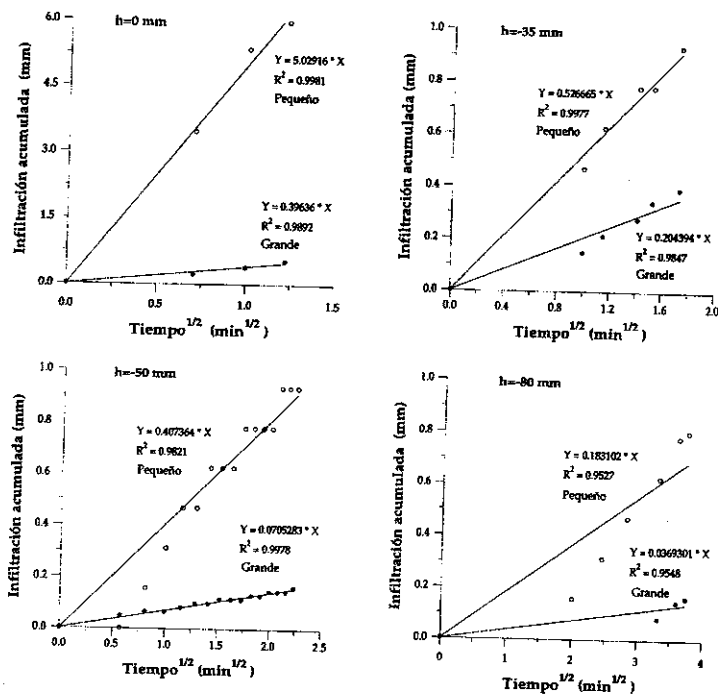 h=0 mm
6.0
4.5
3.0
1.5
0.0
Infiltración acumulada (mm)
Y = 5.02916 * X
R² = 0.9981
Pequeño
Y = 0.39636 * X
R² = 0.9892
Grande
0.0 0.5 1.0 1.5
Tiempo^1/2 (min^1/2)
h=-35 mm
1.0
0.8
0.6
0.4
0.2
0.0
Infiltración acumulada (mm)
Y = 0.526665 * X
R² = 0.9977
Pequeño
Y = 0.204394 * X
R² = 0.9847
Grande
0.0 0.4 0.8 1.2 1.6 2.0
Tiempo^1/2 (min^1/2)
h=-50 mm
1.0
0.8
0.6
0.4
0.2
0.0
Infiltración acumulada (mm)
Y = 0.407364 * X
R² = 0.9821
Pequeño
Y = 0.0705283 * X
R² = 0.9978
Grande
0.0 0.5 1.0 1.5 2.0 2.5
Tiempo^1/2 (min^1/2)
h=-80 mm
1.0
0.8
0.6
0.4
0.2
0.0
Infiltración acumulada (mm)
Y = 0.183102 * X
R² = 0.9527
Pequeño
Y = 0.0369301 * X
R² = 0.9548
Grande
0 1 2 3 4
Tiempo^1/2 (min^1/2)